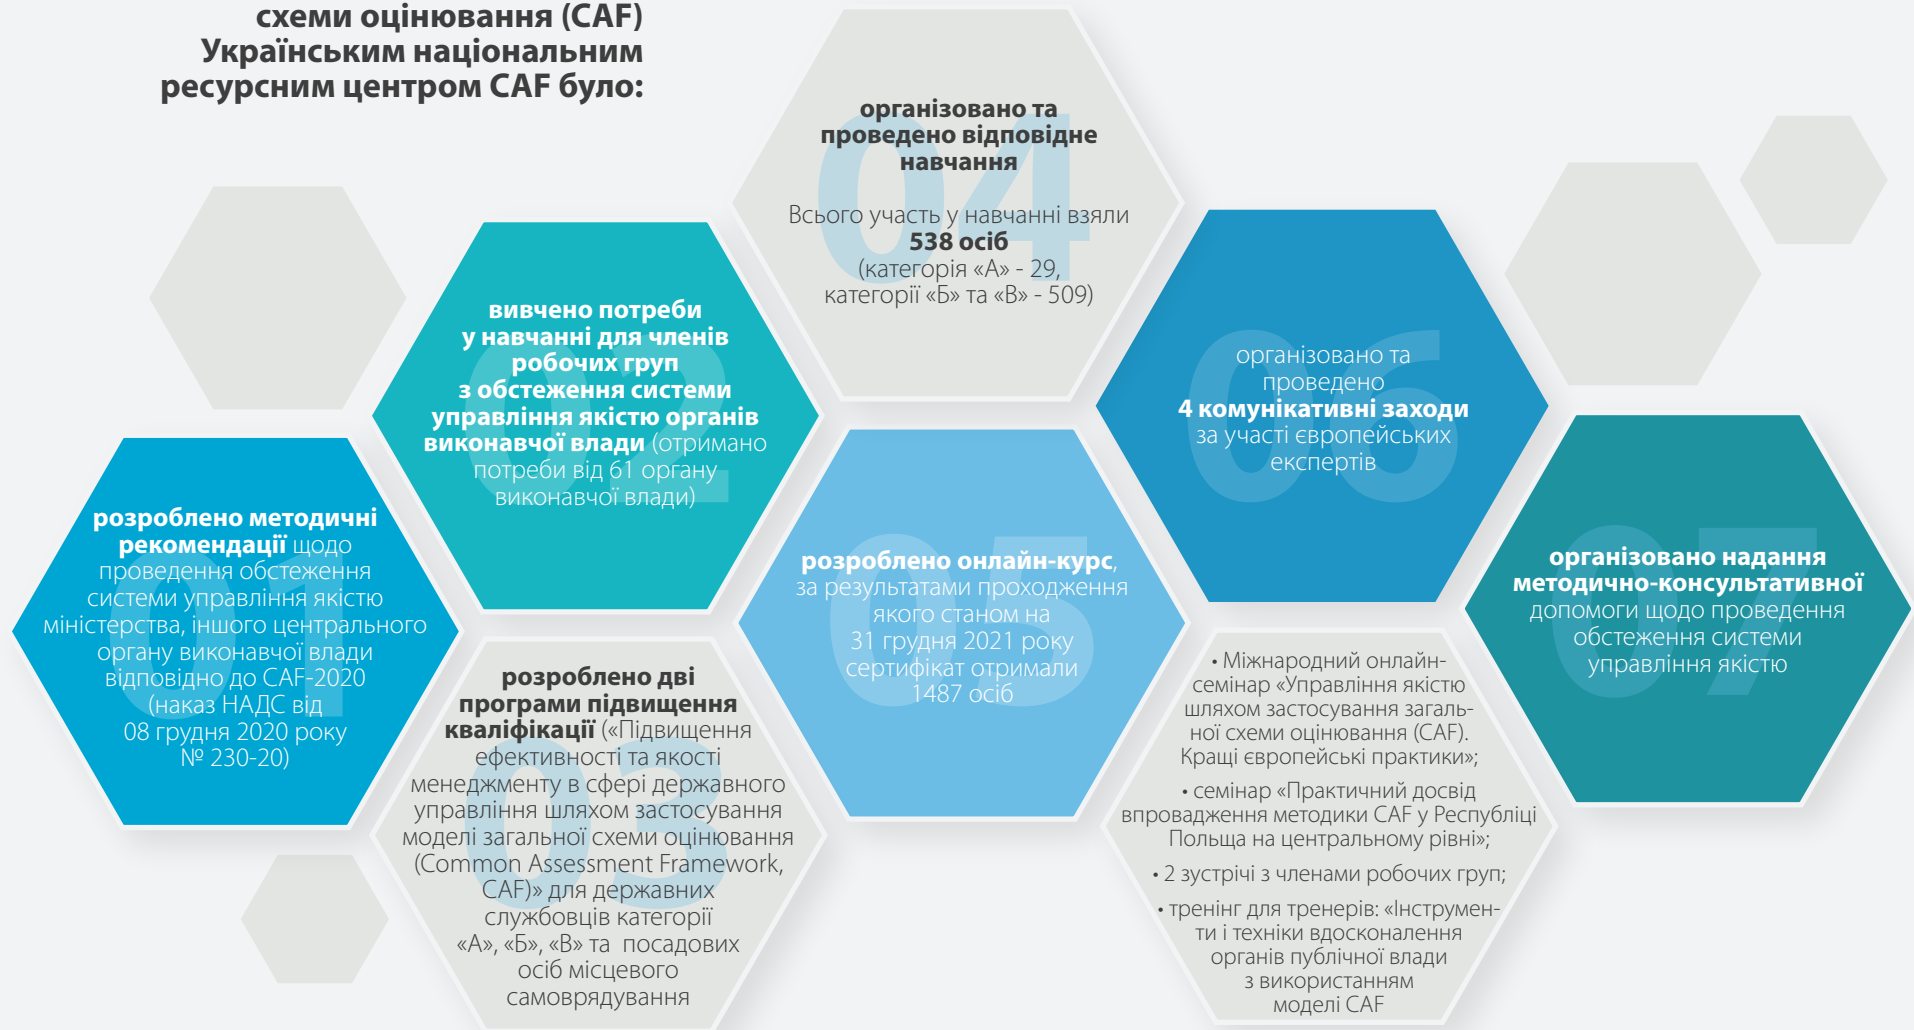 схеми оцінювання (CAF)
Українським національним
ресурсним центром CAF було:
01
розроблено методичні
рекомендації щодо
проведення обстеження
системи управління якістю
міністерства, іншого центрального
органу виконавчої влади
відповідно до CAF-2020
(наказ НАДС від
08 грудня 2020 року
№ 230-20)
02
вивчено потреби
у навчанні для членів
робочих груп
з обстеження системи
управління якістю органів
виконавчої влади (отримано
потреби від 61 органу
виконавчої влади)
03
розроблено дві
програми підвищення
кваліфікації («Підвищення
ефективності та якості
менеджменту в сфері державного
управління шляхом застосування
моделі загальної схеми оцінювання
(Common Assessment Framework,
CAF)» для державних
службовців категорії
«А», «Б», «В» та посадових
осіб місцевого
самоврядування
04
організовано та
проведено відповідне
навчання
Всього участь у навчанні взяли
538 осіб
(категорія «А» - 29,
категорії «Б» та «В» - 509)
05
розроблено онлайн-курс,
за результатами проходження
якого станом на
31 грудня 2021 року
сертифікат отримали
1487 осіб
06
організовано та
проведено
4 комунікативні заходи
за участі європейських
експертів
• Міжнародний онлайн-
семінар «Управління якістю
шляхом застосування загаль-
ної схеми оцінювання (CAF).
Кращі європейські практики»;
• семінар «Практичний досвід
впровадження методики CAF у Республіці
Польща на центральному рівні»;
• 2 зустрічі з членами робочих груп;
• тренінг для тренерів: «Інструмен-
ти і техніки вдосконалення
органів публічної влади
з використанням
моделі CAF
07
організовано надання
методично-консультативної
допомоги щодо проведення
обстеження системи
управління якістю